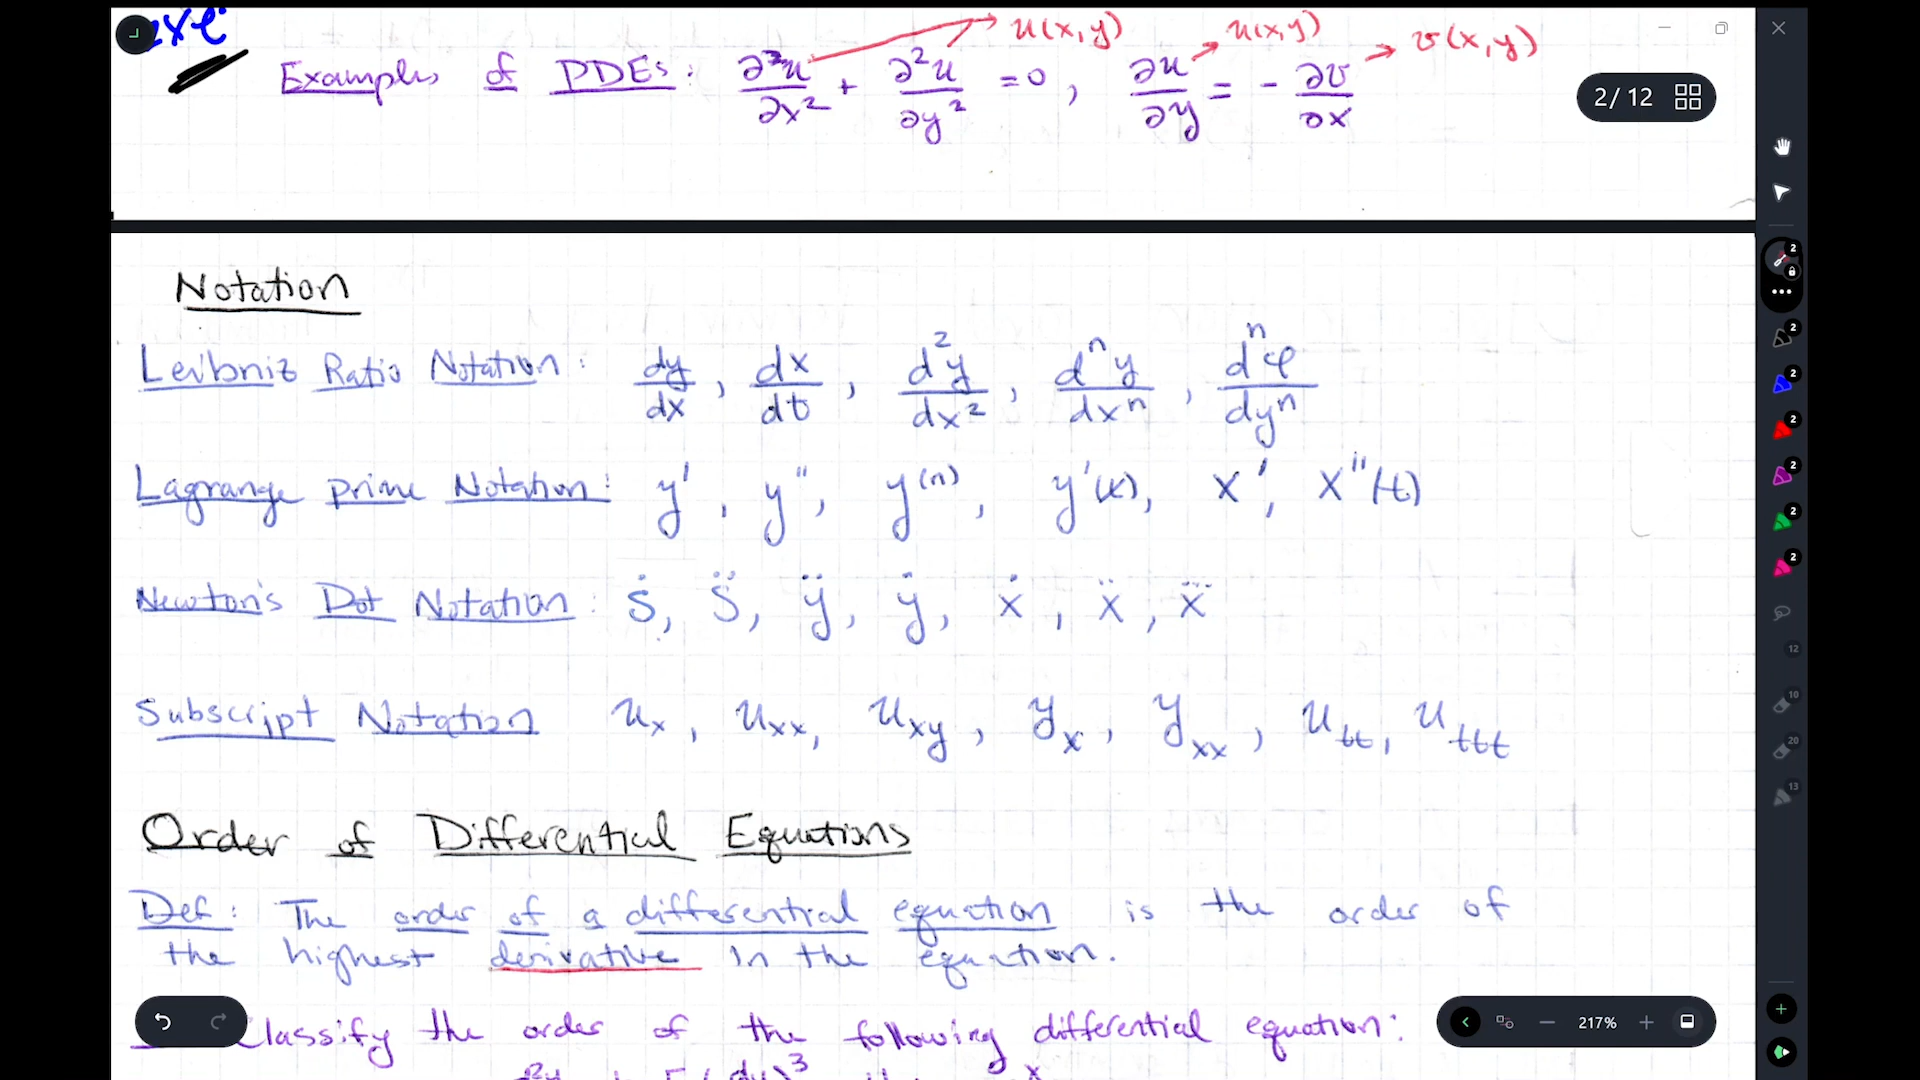 Examples of PDEs: ∂²u/∂x² + ∂²u/∂y² = 0, ∂u/∂y = - ∂v/∂x → u(x,y) → u(x,y) → v(x,y)
2/12
Notation
Leibniz Ratio Notation: dy/dx, dx/dt, d²y/dx², dⁿy/dxⁿ, dⁿφ/dyⁿ
Lagrange prime Notation: y', y'', y⁽ⁿ⁾, y'(x), x', x''(t)
Newton's Dot Notation: ṡ, s̈, ÿ, ẏ, ẋ, ẍ, x⃛
Subscript Notation u_x, u_xx, u_xy, y_x, y_xx, u_tt, u_ttt
Order of Differential Equations
Def: The order of a differential equation is the order of
the highest derivative in the equation.
Classify the order of the following differential equation:
217%